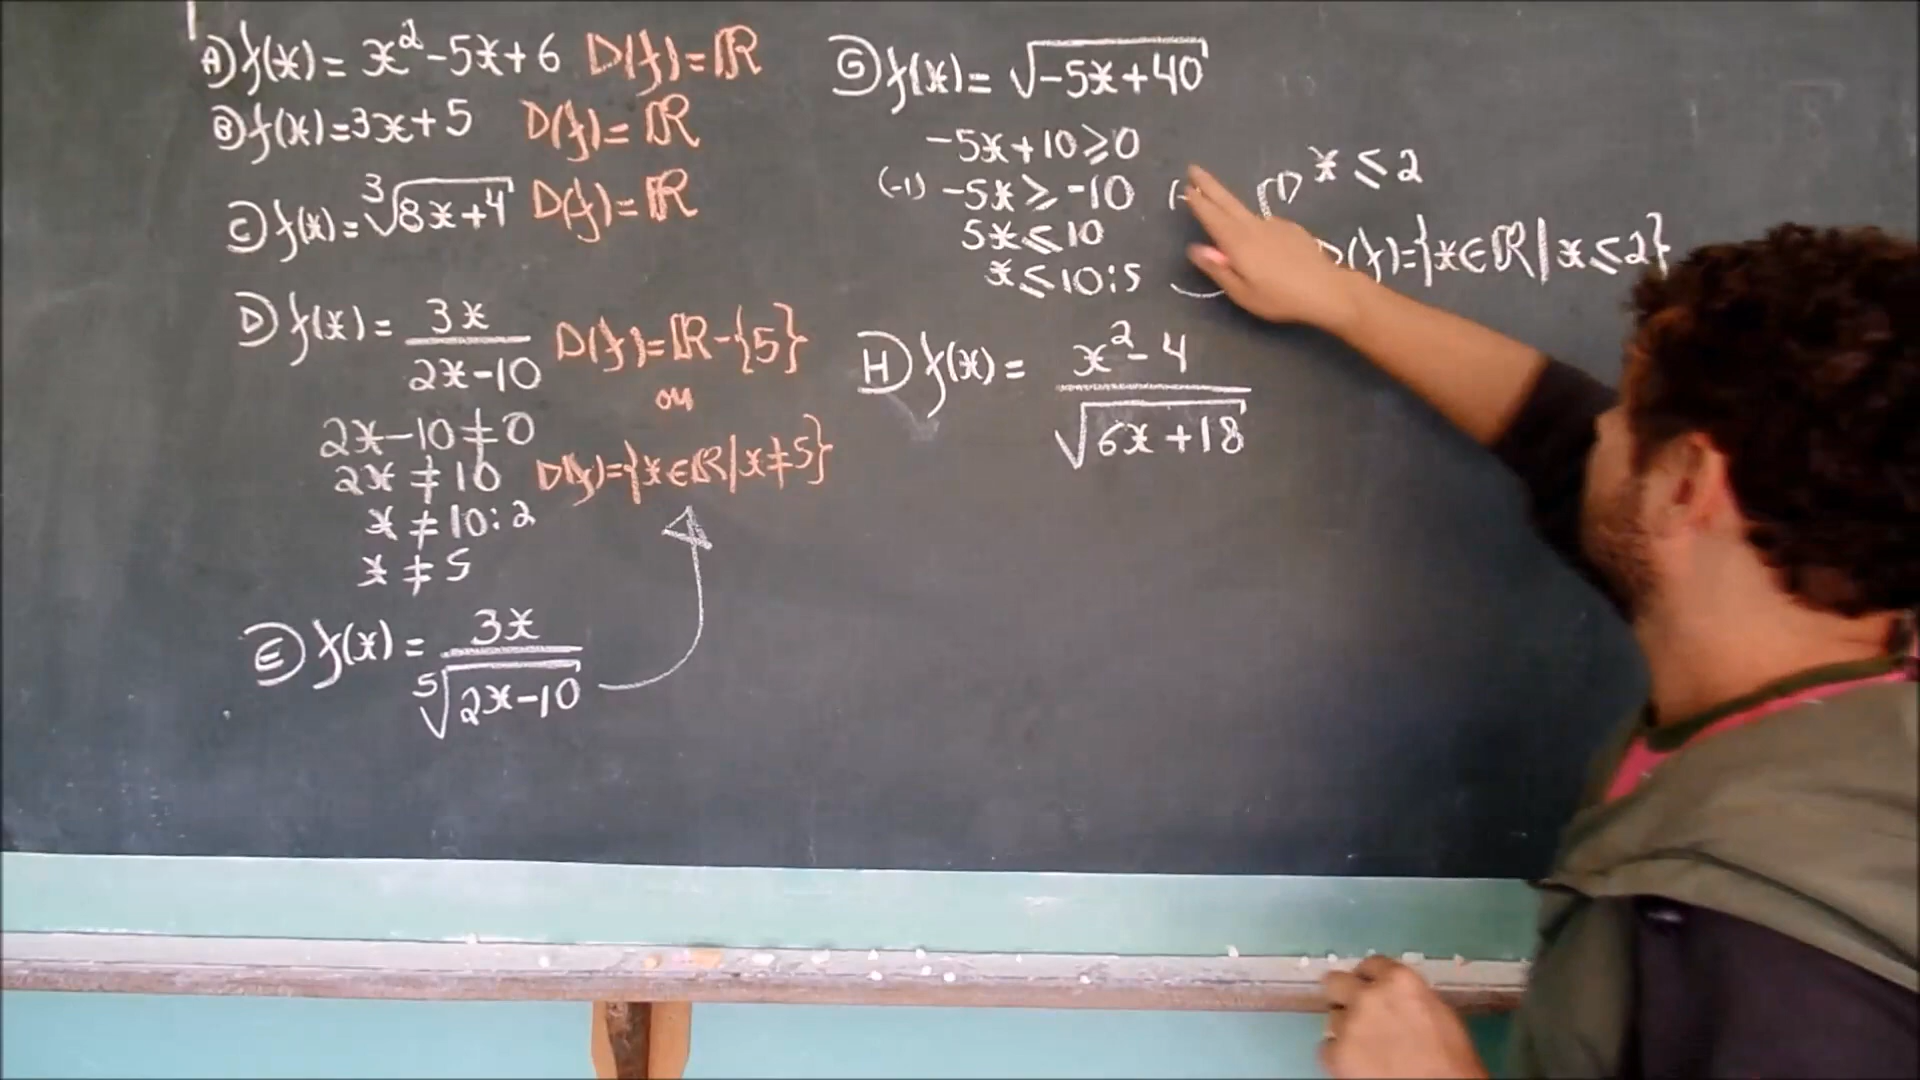 A) f(x) = x² - 5x + 6 D(f) = ℝ
B) f(x) = 3x + 5 D(f) = ℝ
C) f(x) = ∛(8x+4) D(f) = ℝ
D) f(x) = 3x / (2x-10) D(f) = ℝ - {5}
ou
2x - 10 ≠ 0
2x ≠ 10 D(f) = {x ∈ ℝ | x ≠ 5}
x ≠ 10:2
x ≠ 5
E) f(x) = 3x / ⁵√(2x-10)
G) f(x) = √(-5x+40)
-5x + 10 ≥ 0
(-1) -5x ≥ -10
5x ≤ 10
x ≤ 10:5
x ≤ 2
D(f) = {x ∈ ℝ | x ≤ 2}
H) f(x) = (x² - 4) / √(6x+18)